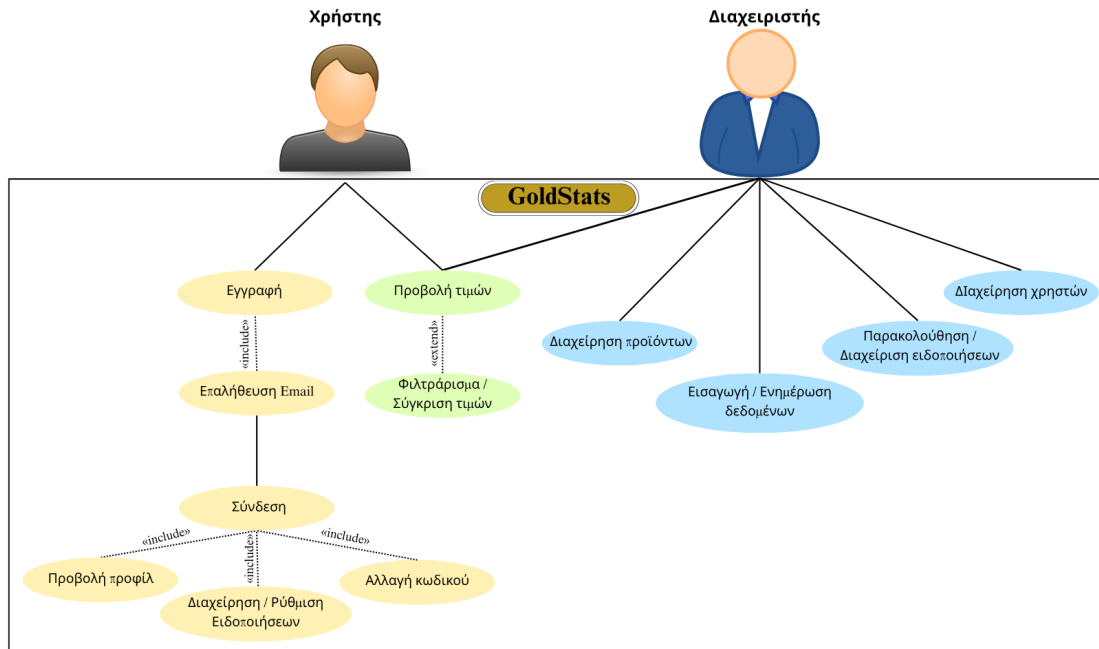 Χρήστης
Διαχειριστής
GoldStats
Εγγραφή
Προβολή τιμών
ΔΙαχείρηση χρηστών
«include»
«extend»
Διαχείρηση προϊόντων
Παρακολούθηση /
Διαχείριση ειδοποιήσεων
Επαλήθευση Email
Φιλτράρισμα /
Σύγκριση τιμών
Εισαγωγή / Ενημέρωση
δεδομένων
Σύνδεση
«include»
«include»
«include»
Προβολή προφίλ
Διαχείρηση / Ρύθμιση
Ειδοποιήσεων
Αλλαγή κωδικού